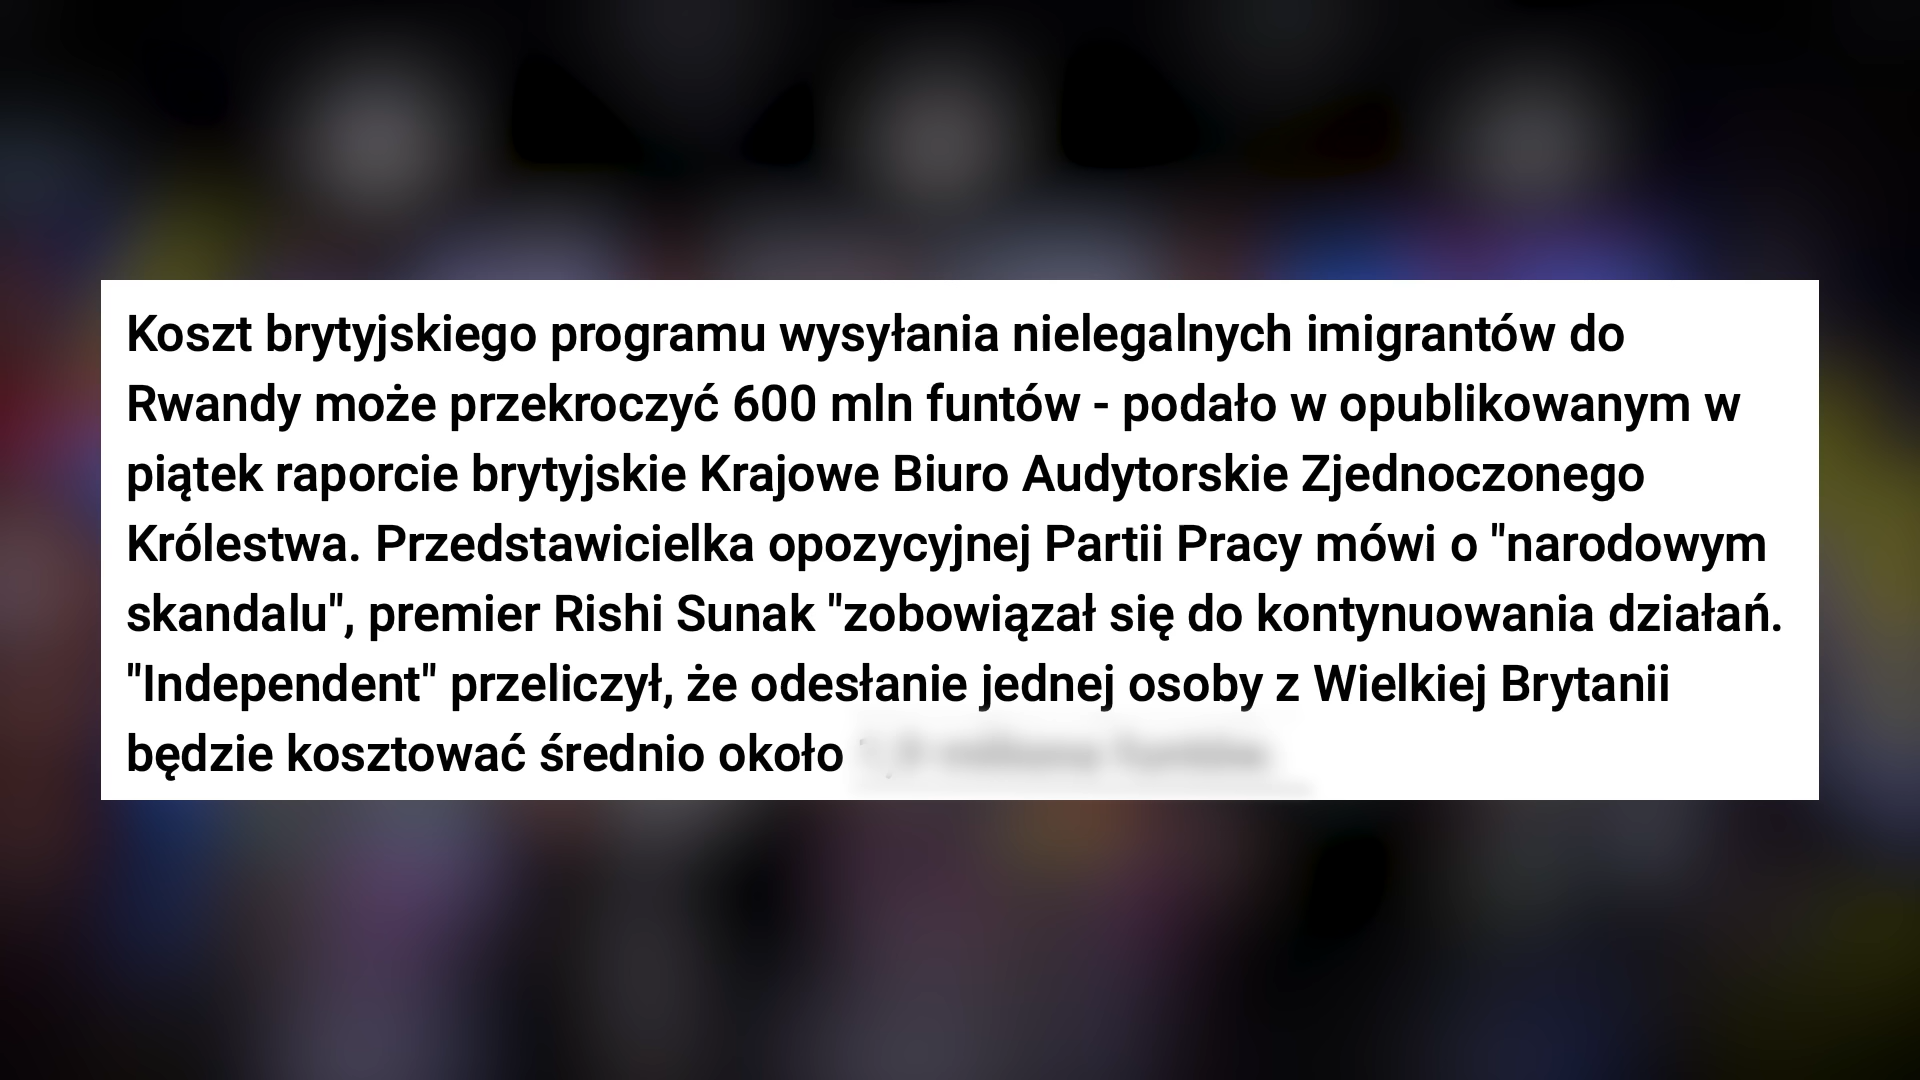 Koszt brytyjskiego programu wysyłania nielegalnych imigrantów do
Rwandy może przekroczyć 600 mln funtów - podało w opublikowanym w
piątek raporcie brytyjskie Krajowe Biuro Audytorskie Zjednoczonego
Królestwa. Przedstawicielka opozycyjnej Partii Pracy mówi o "narodowym
skandalu", premier Rishi Sunak "zobowiązał się do kontynuowania działań.
"Independent" przeliczył, że odesłanie jednej osoby z Wielkiej Brytanii
będzie kosztować średnio około